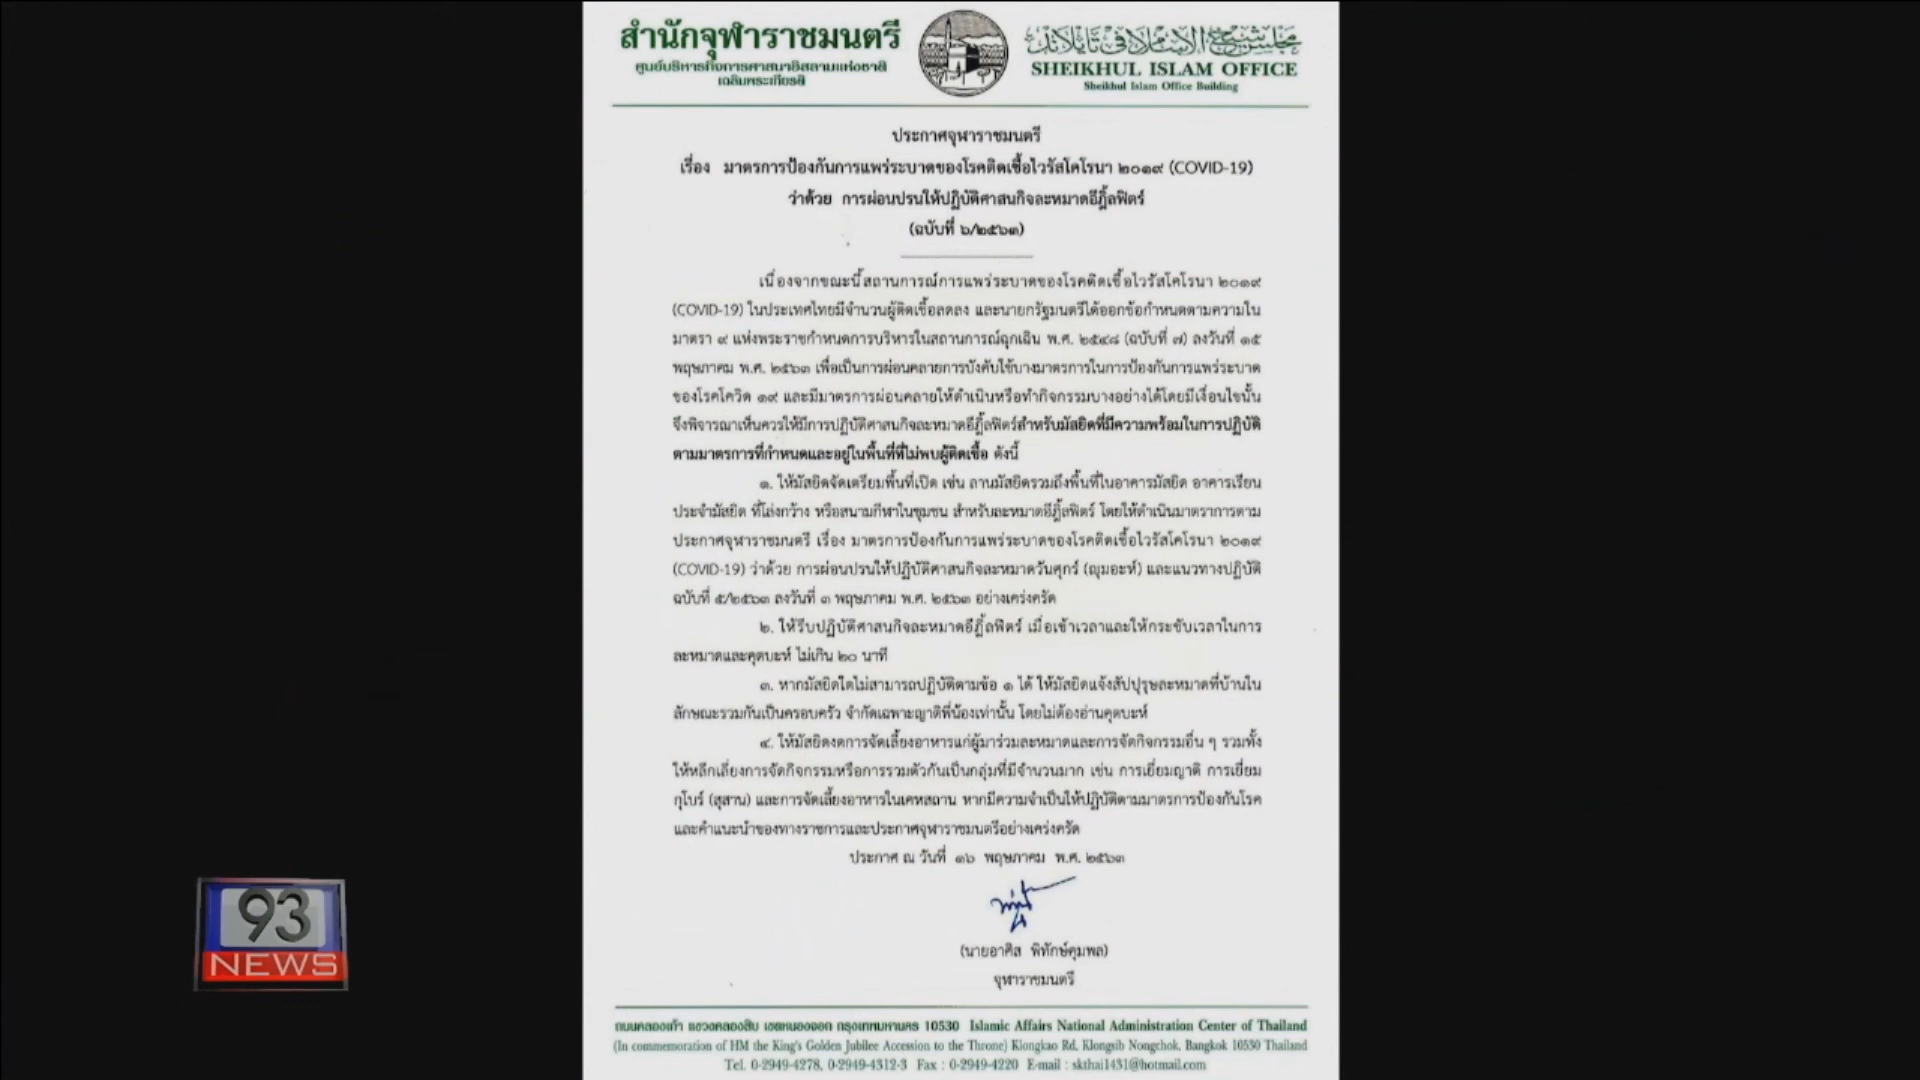 สำนักจุฬาราชมนตรี
ศูนย์บริหารกิจการศาสนาอิสลามแห่งชาติ
เฉลิมพระเกียรติ
SHEIKHUL ISLAM OFFICE
Sheikhul Islam Office Building
ประกาศจุฬาราชมนตรี
เรื่อง มาตรการป้องกันการแพร่ระบาดของโรคติดเชื้อไวรัสโคโรนา ๒๐๑๙ (COVID-19)
ว่าด้วย การผ่อนปรนให้ปฏิบัติศาสนกิจละหมาดอีฎิ้ลฟิตร์
(ฉบับที่ ๖/๒๕๖๓)
เนื่องจากขณะนี้สถานการณ์การแพร่ระบาดของโรคติดเชื้อไวรัสโคโรนา ๒๐๑๙
(COVID-19) ในประเทศไทยมีจำนวนผู้ติดเชื้อลดลง และนายกรัฐมนตรีได้ออกข้อกำหนดตามความใน
มาตรา ๙ แห่งพระราชกำหนดการบริหารในสถานการณ์ฉุกเฉิน พ.ศ. ๒๕๔๘ (ฉบับที่ ๗) ลงวันที่ ๑๕
พฤษภาคม พ.ศ. ๒๕๖๓ เพื่อเป็นการผ่อนคลายการบังคับใช้บางมาตรการในการป้องกันการแพร่ระบาด
ของโรคโควิด ๑๙ และมีมาตรการผ่อนคลายให้ดำเนินหรือทำกิจกรรมบางอย่างได้โดยมีเงื่อนไขนั้น
จึงพิจารณาเห็นควรให้มีการปฏิบัติศาสนกิจละหมาดอีฎิ้ลฟิตร์สำหรับมัสยิดที่มีความพร้อมในการปฏิบัติ
ตามมาตรการที่กำหนดและอยู่ในพื้นที่ที่ไม่พบผู้ติดเชื้อ ดังนี้
๑. ให้มัสยิดจัดเตรียมพื้นที่เปิด เช่น ลานมัสยิดรวมถึงพื้นที่ในอาคารมัสยิด อาคารเรียน
ประจำมัสยิด ที่โล่งกว้าง หรือสนามกีฬาในชุมชน สำหรับละหมาดอีฎิ้ลฟิตร์ โดยให้ดำเนินมาตราการตาม
ประกาศจุฬาราชมนตรี เรื่อง มาตรการป้องกันการแพร่ระบาดของโรคติดเชื้อไวรัสโคโรนา ๒๐๑๙
(COVID-19) ว่าด้วย การผ่อนปรนให้ปฏิบัติศาสนกิจละหมาดวันศุกร์ (ญุมอะห์) และแนวทางปฏิบัติ
ฉบับที่ ๕/๒๕๖๓ ลงวันที่ ๓ พฤษภาคม พ.ศ. ๒๕๖๓ อย่างเคร่งครัด
๒. ให้รีบปฏิบัติศาสนกิจละหมาดอีฎิ้ลฟิตร์ เมื่อเข้าเวลาและให้กระชับเวลาในการ
ละหมาดและคุตบะห์ ไม่เกิน ๒๐ นาที
๓. หากมัสยิดใดไม่สามารถปฏิบัติตามข้อ ๑ ได้ ให้มัสยิดแจ้งสัปปุรุษละหมาดที่บ้านใน
ลักษณะรวมกันเป็นครอบครัว จำกัดเฉพาะญาติพี่น้องเท่านั้น โดยไม่ต้องอ่านคุตบะห์
๔. ให้มัสยิดงดการจัดเลี้ยงอาหารแก่ผู้มาร่วมละหมาดและการจัดกิจกรรมอื่น ๆ รวมทั้ง
ให้หลีกเลี่ยงการจัดกิจกรรมหรือการรวมตัวกันเป็นกลุ่มที่มีจำนวนมาก เช่น การเยี่ยมญาติ การเยี่ยม
กุโบร์ (สุสาน) และการจัดเลี้ยงอาหารในเคหสถาน หากมีความจำเป็นให้ปฏิบัติตามมาตรการป้องกันโรค
และคำแนะนำของทางราชการและประกาศจุฬาราชมนตรีอย่างเคร่งครัด
ประกาศ ณ วันที่ ๑๖ พฤษภาคม พ.ศ. ๒๕๖๓
(นายอาศิส พิทักษ์คุมพล)
จุฬาราชมนตรี
93
NEWS
ถนนคลองเก้า แขวงคลองสิบ เขตหนองจอก กรุงเทพมหานคร 10530 Islamic Affairs National Administration Center of Thailand
(In commemoration of HM the King's Golden Jubilee Accession to the Throne) Klongkao Rd, Klongsib Nongchok, Bangkok 10530 Thailand
Tel. 0-2949-4278, 0-2949-4312-3 Fax : 0-2949-4220 E-mail : skthai1431@hotmail.com